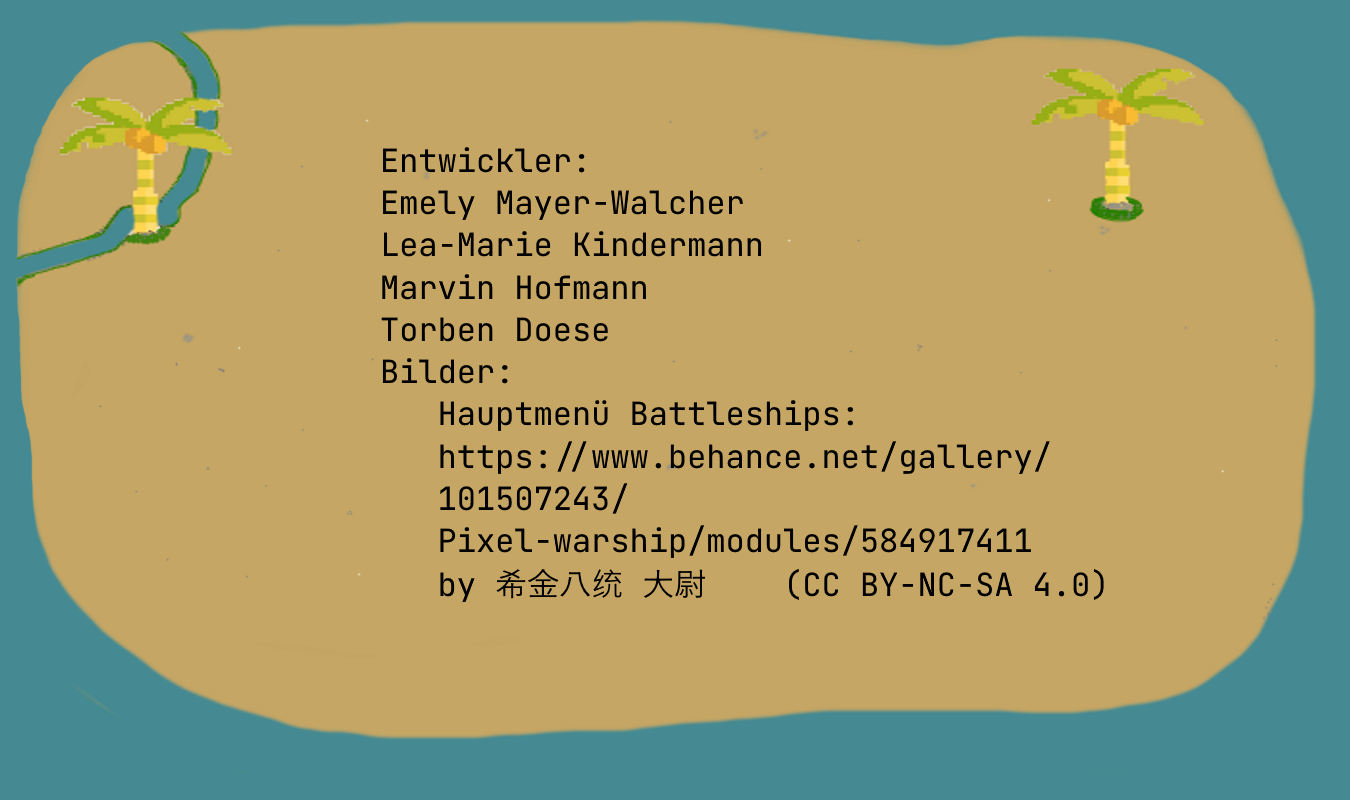 Entwickler:
Emely Mayer-Walcher
Lea-Marie Kindermann
Marvin Hofmann
Torben Doese
Bilder:
Hauptmenü Battleships:
https://www.behance.net/gallery/
101507243/
Pixel-warship/modules/584917411
by 希金八统 大尉 (CC BY-NC-SA 4.0)